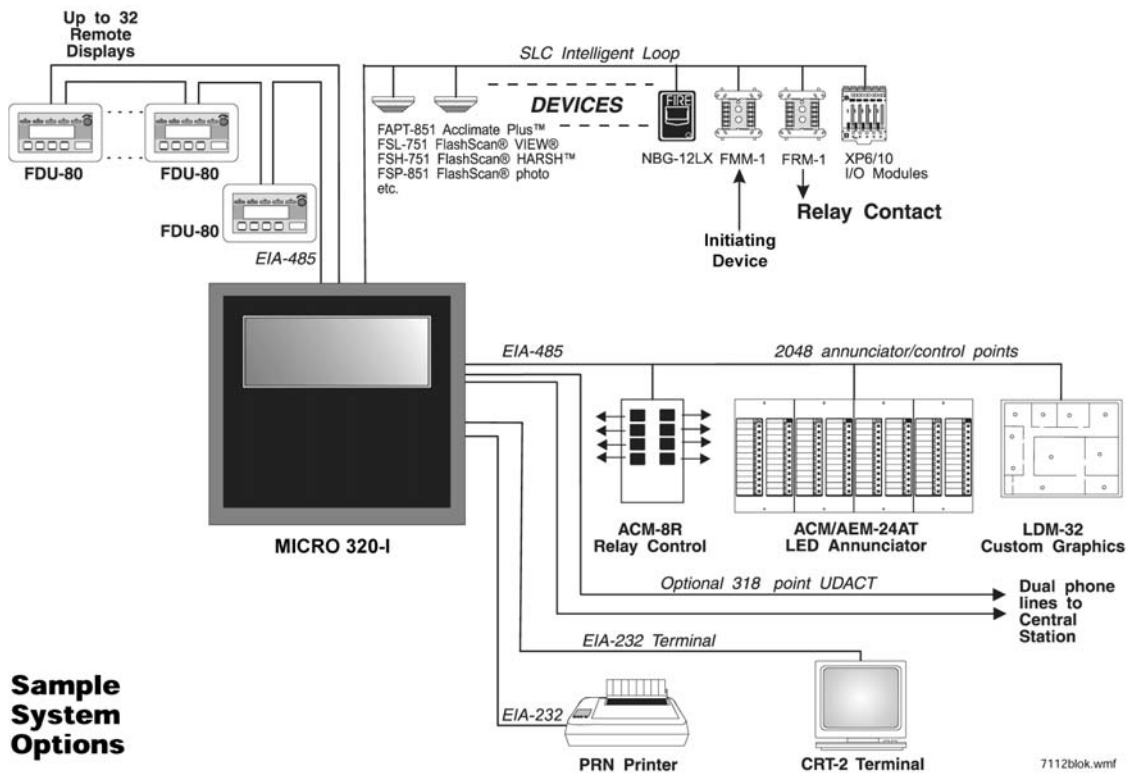 Up to 32
Remote
Displays
SLC Intelligent Loop
DEVICES
FIRE
FAPT-851 Acclimate Plus™
FSL-751 FlashScan® VIEW®
FSH-751 FlashScan® HARSH™
FSP-851 FlashScan® photo
etc.
NBG-12LX
FMM-1
FRM-1
XP6/10
I/O Modules
FDU-80
FDU-80
FDU-80
Relay Contact
Initiating
Device
EIA-485
EIA-485
2048 annunciator/control points
MICRO 320-I
ACM-8R
Relay Control
ACM/AEM-24AT
LED Annunciator
LDM-32
Custom Graphics
Optional 318 point UDACT
Dual phone
lines to
Central
Station
EIA-232 Terminal
EIA-232
Sample
System
Options
PRN Printer
CRT-2 Terminal
7112blok.wmf